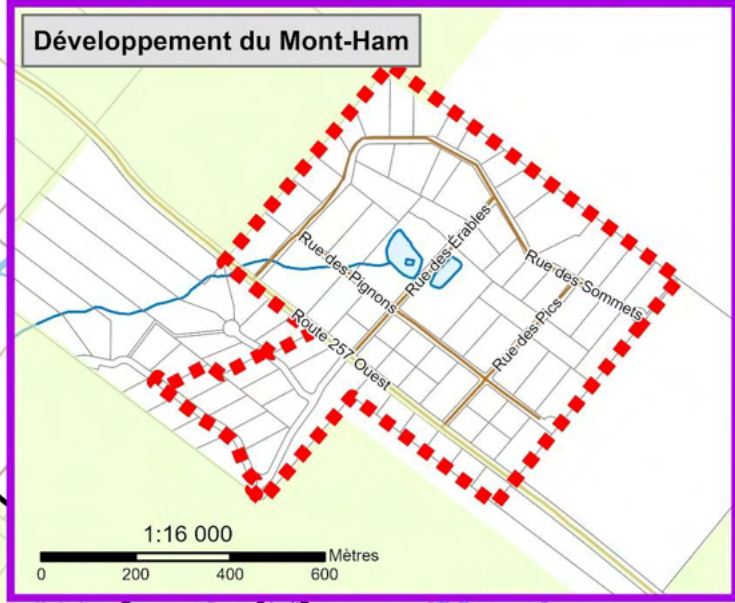 Développement du Mont-Ham
Rue des Érables
Rue des Pignons
Rue des Sommets
Rue des Pics
Route 257 Ouest
1:16 000
Mètres
0 200 400 600